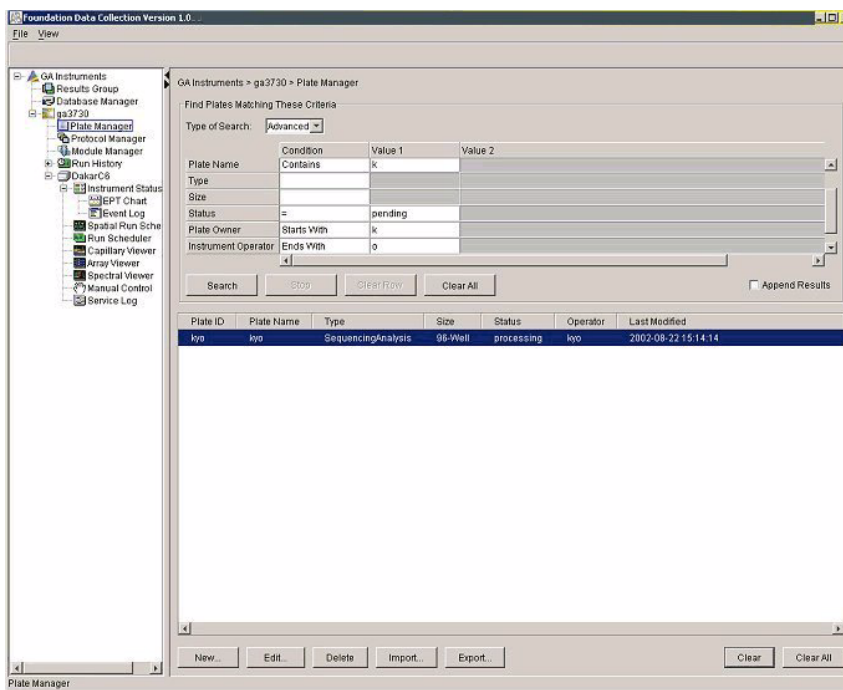 Foundation Data Collection Version 1.0...
File View
GA Instruments
Results Group
Database Manager
ga3730
Plate Manager
Protocol Manager
Module Manager
Run History
DakarC6
Instrument Status
EPT Chart
Event Log
Spatial Run Sche
Run Scheduler
Capillary Viewer
Array Viewer
Spectral Viewer
Manual Control
Service Log
GA Instruments > ga3730 > Plate Manager
Find Plates Matching These Criteria
Type of Search: Advanced
Condition Value 1 Value 2
Plate Name Contains k
Type
Size
Status = pending
Plate Owner Starts With k
Instrument Operator Ends With o
Search Stop Clear Row Clear All Append Results
Plate ID Plate Name Type Size Status Operator Last Modified
kyo kyo SequencingAnalysis 96-Well processing kyo 2002-08-22 15:14:14
New... Edit... Delete Import... Export... Clear Clear All
Plate Manager